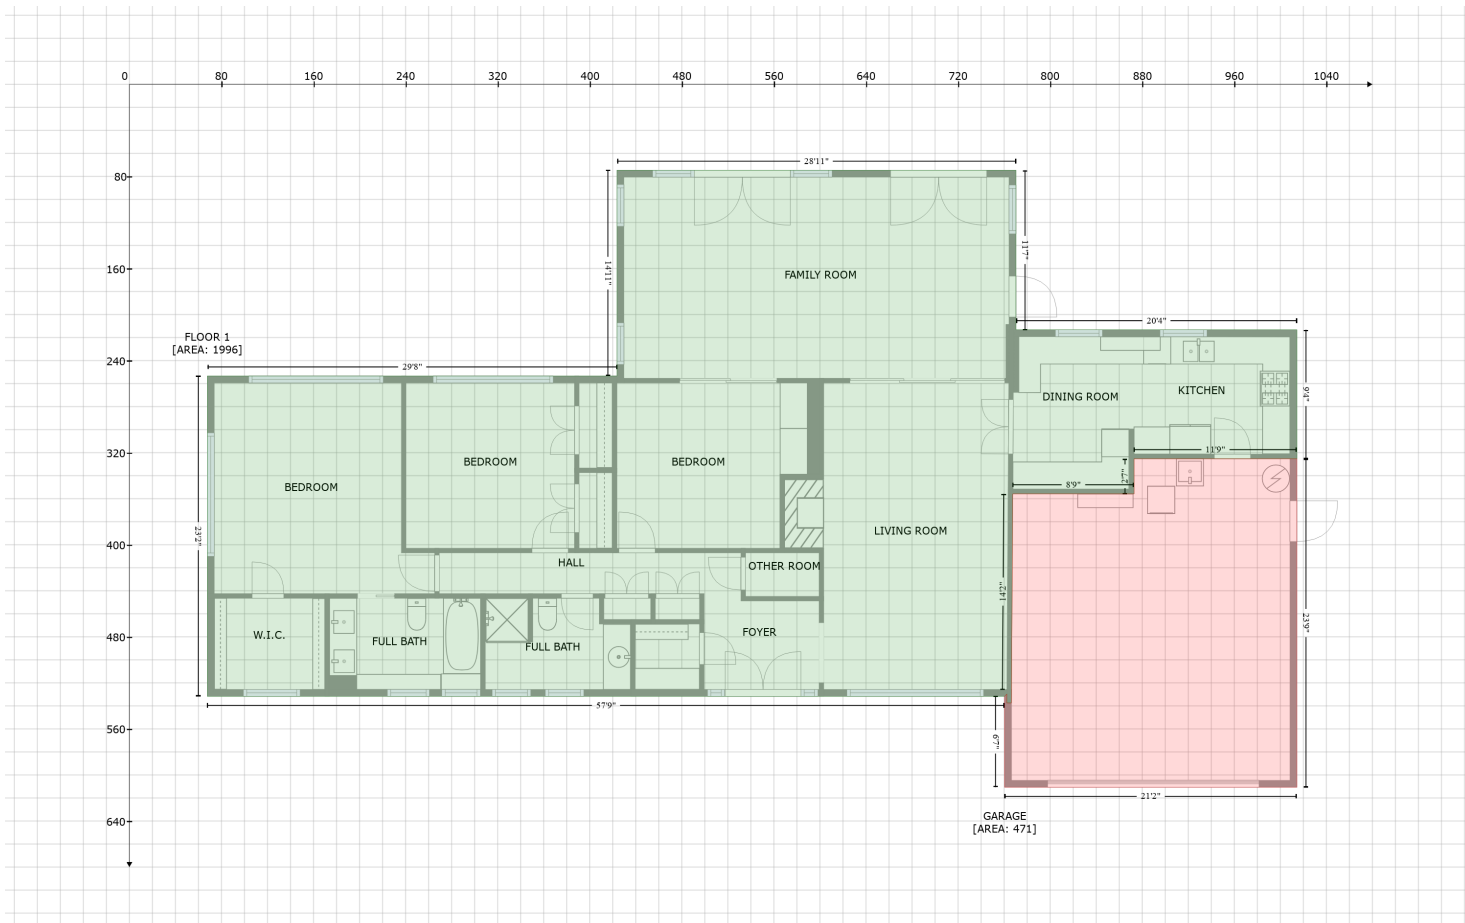 0 80 160 240 320 400 480 560 640 720 800 880 960 1040
28'11"
80
160
240
320
400
480
560
640
14'11"
11'7"
FAMILY ROOM
20'4"
FLOOR 1
[AREA: 1996]
29'8"
9'4"
DINING ROOM
KITCHEN
11'9"
BEDROOM
BEDROOM
BEDROOM
2'7"
8'9"
23'2"
LIVING ROOM
HALL
OTHER ROOM
14'2"
23'9"
W.I.C.
FULL BATH
FULL BATH
FOYER
57'9"
6'7"
21'2"
GARAGE
[AREA: 471]